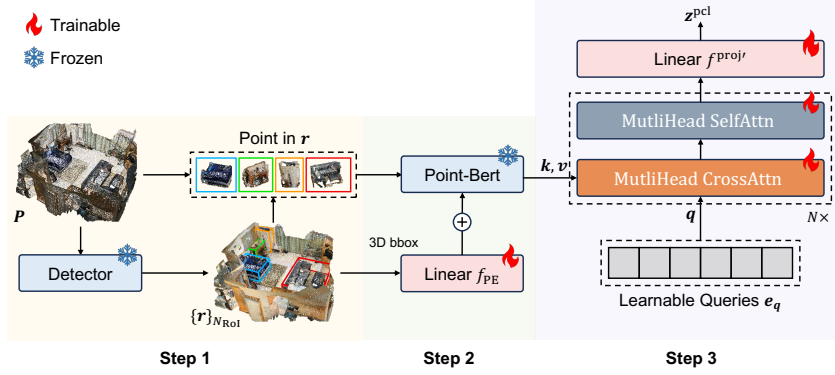 Trainable
Frozen
z^pcl
Linear f^proj′
MutliHead SelfAttn
MutliHead CrossAttn
N×
k, v
q
Learnable Queries e_q
Point in r
P
Detector
{r}_N_RoI
Point-Bert
+
3D bbox
Linear f_PE
Step 1
Step 2
Step 3